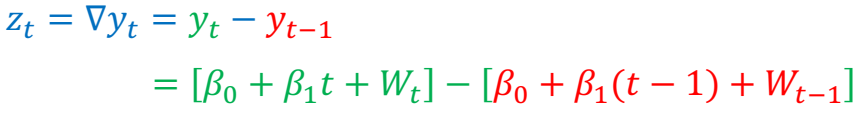 z_t = ∇y_t = y_t − y_{t−1}
= [β_0 + β_1t + W_t] − [β_0 + β_1(t − 1) + W_{t−1}]